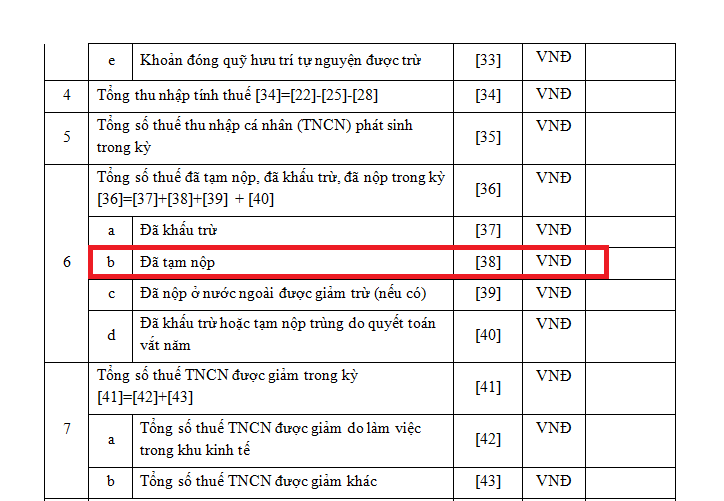 e Khoản đóng quỹ hưu trí tự nguyện được trừ [33] VNĐ
4 Tổng thu nhập tính thuế [34]=[22]-[25]-[28] [34] VNĐ
5 Tổng số thuế thu nhập cá nhân (TNCN) phát sinh
trong kỳ [35] VNĐ
6 Tổng số thuế đã tạm nộp, đã khấu trừ, đã nộp trong kỳ
[36]=[37]+[38]+[39] + [40] [36] VNĐ
a Đã khấu trừ [37] VNĐ
b Đã tạm nộp [38] VNĐ
c Đã nộp ở nước ngoài được giảm trừ (nếu có) [39] VNĐ
d Đã khấu trừ hoặc tạm nộp trùng do quyết toán
vắt năm [40] VNĐ
7 Tổng số thuế TNCN được giảm trong kỳ
[41]=[42]+[43] [41] VNĐ
a Tổng số thuế TNCN được giảm do làm việc
trong khu kinh tế [42] VNĐ
b Tổng số thuế TNCN được giảm khác [43] VNĐ